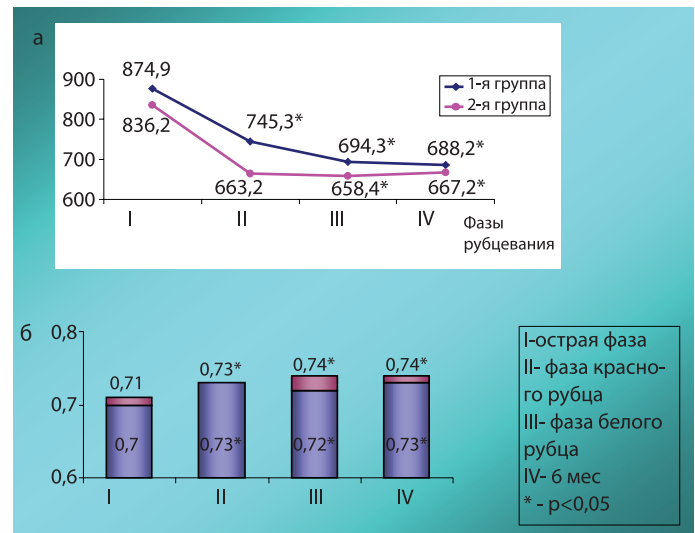 а
900
800
700
600
874,9
836,2
745,3*
663,2
694,3*
658,4*
688,2*
667,2*
1-я группа
2-я группа
I
II
III
IV
Фазы
рубцевания
б
0,8
0,7
0,6
0,71
0,7
0,73*
0,73*
0,74*
0,72*
0,74*
0,73*
I
II
III
IV
I-острая фаза
II- фаза красно-
го рубца
III- фаза белого
рубца
IV- 6 мес
* - p<0,05